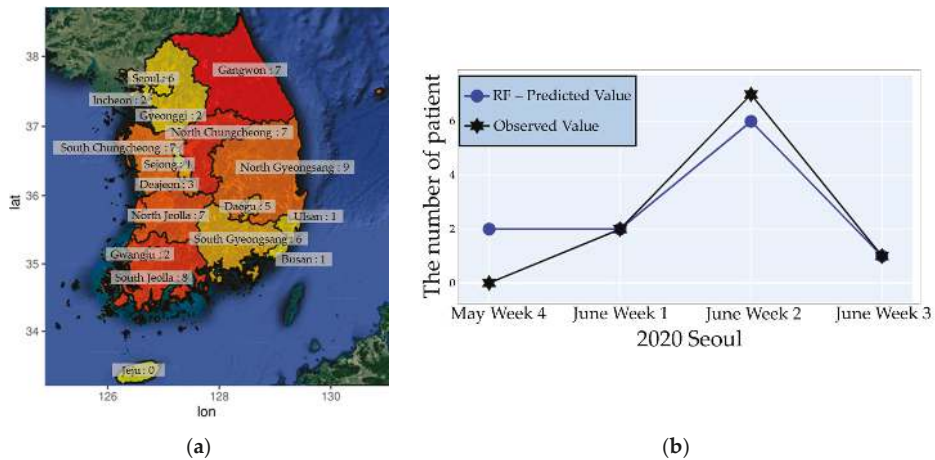 38
37
36
35
34
lat
126
128
130
lon
Seoul : 6
Gangwon : 7
Incheon : 2
Gyeonggi : 2
North Chungcheong : 7
South Chungcheong : 7
Sejong : 1
North Gyeongsang : 9
Deajeon : 3
Daegu : 5
North Jeolla : 7
Ulsan : 1
South Gyeongsang : 6
Gwangju : 2
Busan : 1
South Jeolla : 8
Jeju : 0
(a)
RF – Predicted Value
Observed Value
The number of patient
6
4
2
0
May Week 4
June Week 1
June Week 2
June Week 3
2020 Seoul
(b)